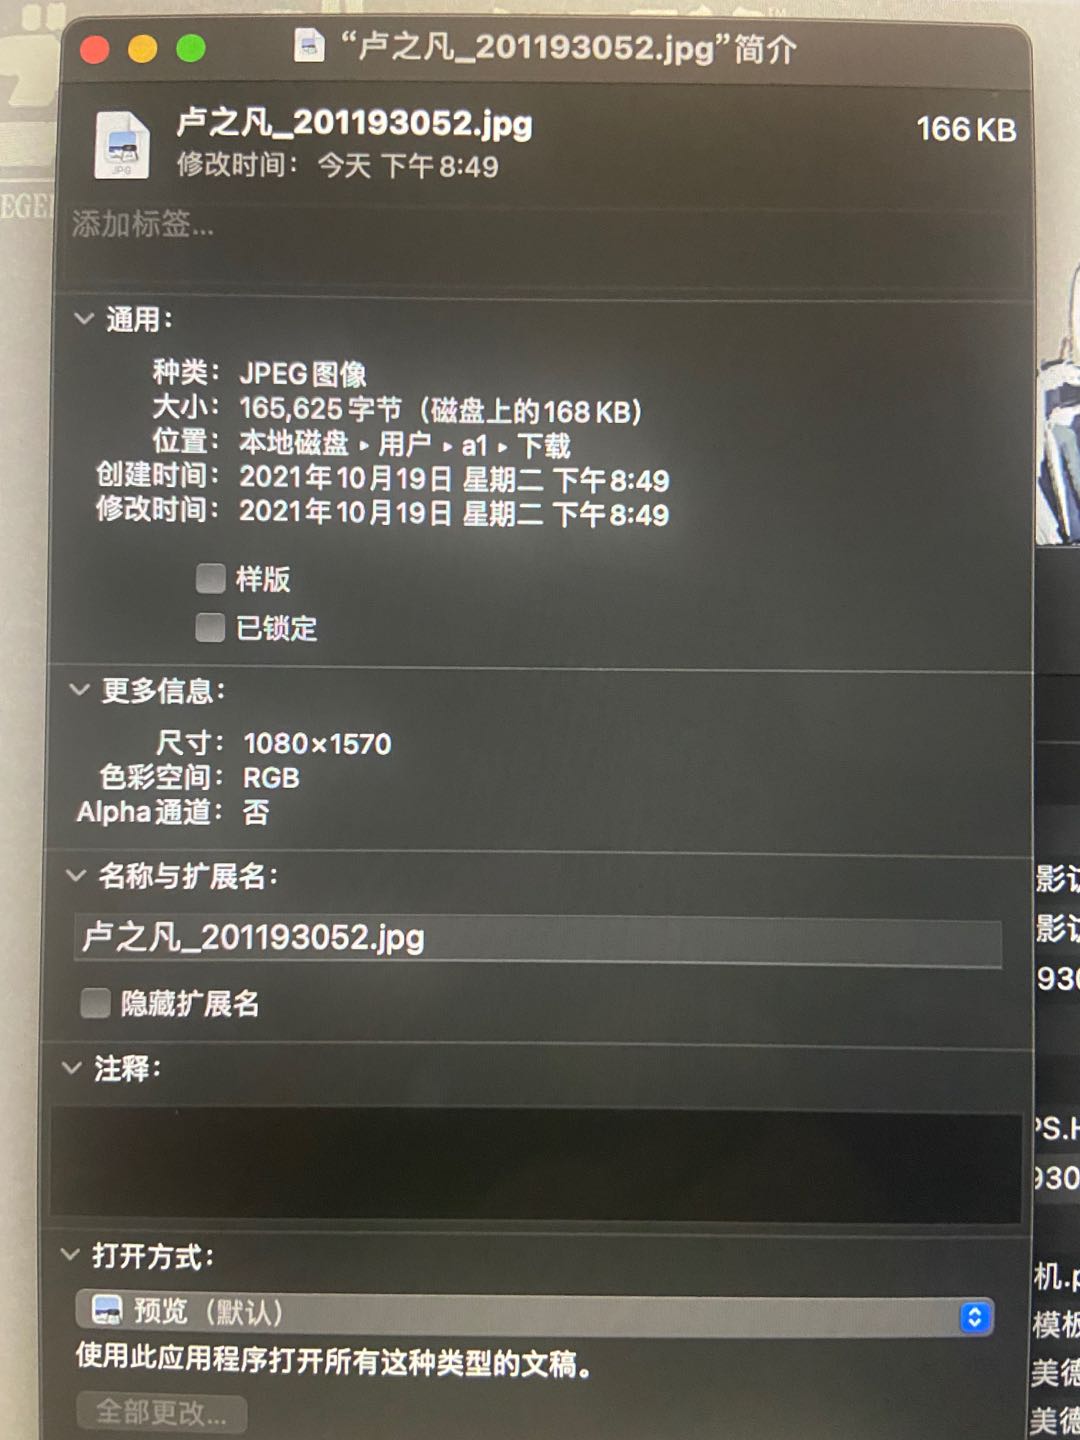 “卢之凡_201193052.jpg”简介
卢之凡_201193052.jpg
166 KB
修改时间：今天 下午8:49
添加标签...
通用：
种类：JPEG图像
大小：165,625字节（磁盘上的168 KB）
位置：本地磁盘 ▸ 用户 ▸ a1 ▸ 下载
创建时间：2021年10月19日 星期二 下午8:49
修改时间：2021年10月19日 星期二 下午8:49
样版
已锁定
更多信息：
尺寸：1080×1570
色彩空间：RGB
Alpha通道：否
名称与扩展名：
卢之凡_201193052.jpg
隐藏扩展名
注释：
打开方式：
预览（默认）
使用此应用程序打开所有这种类型的文稿。
全部更改...
JPG
影
影
930
PS.H
930
机.p
模板
美德
美德